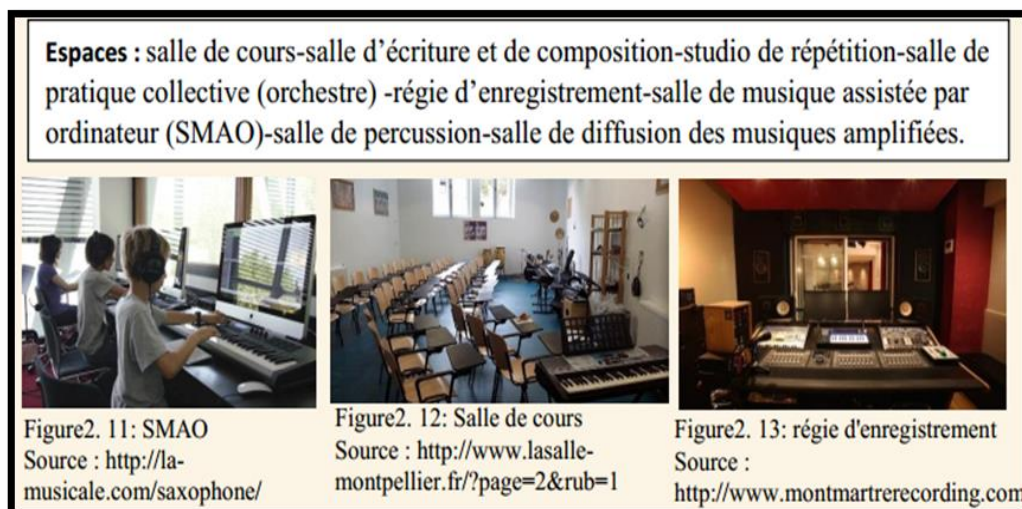 Espaces : salle de cours-salle d'écriture et de composition-studio de répétition-salle de
pratique collective (orchestre) -régie d'enregistrement-salle de musique assistée par
ordinateur (SMAO)-salle de percussion-salle de diffusion des musiques amplifiées.
Figure2. 11: SMAO
Source : http://la-
musicale.com/saxophone/
Figure2. 12: Salle de cours
Source : http://www.lasalle-
montpellier.fr/?page=2&rub=1
Figure2. 13: régie d'enregistrement
Source :
http://www.montmartrerecording.com